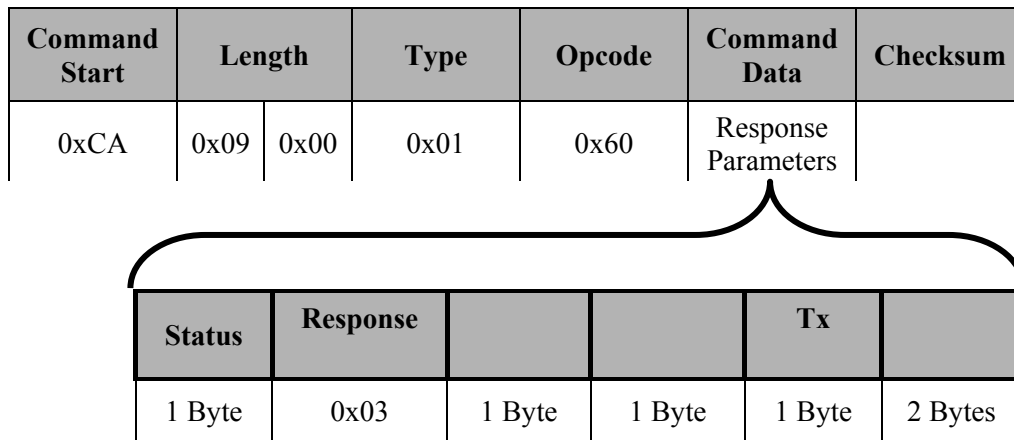 Command Start Length Type Opcode Command Data Checksum
0xCA 0x09 0x00 0x01 0x60 Response Parameters
Status Response Tx
1 Byte 0x03 1 Byte 1 Byte 1 Byte 2 Bytes